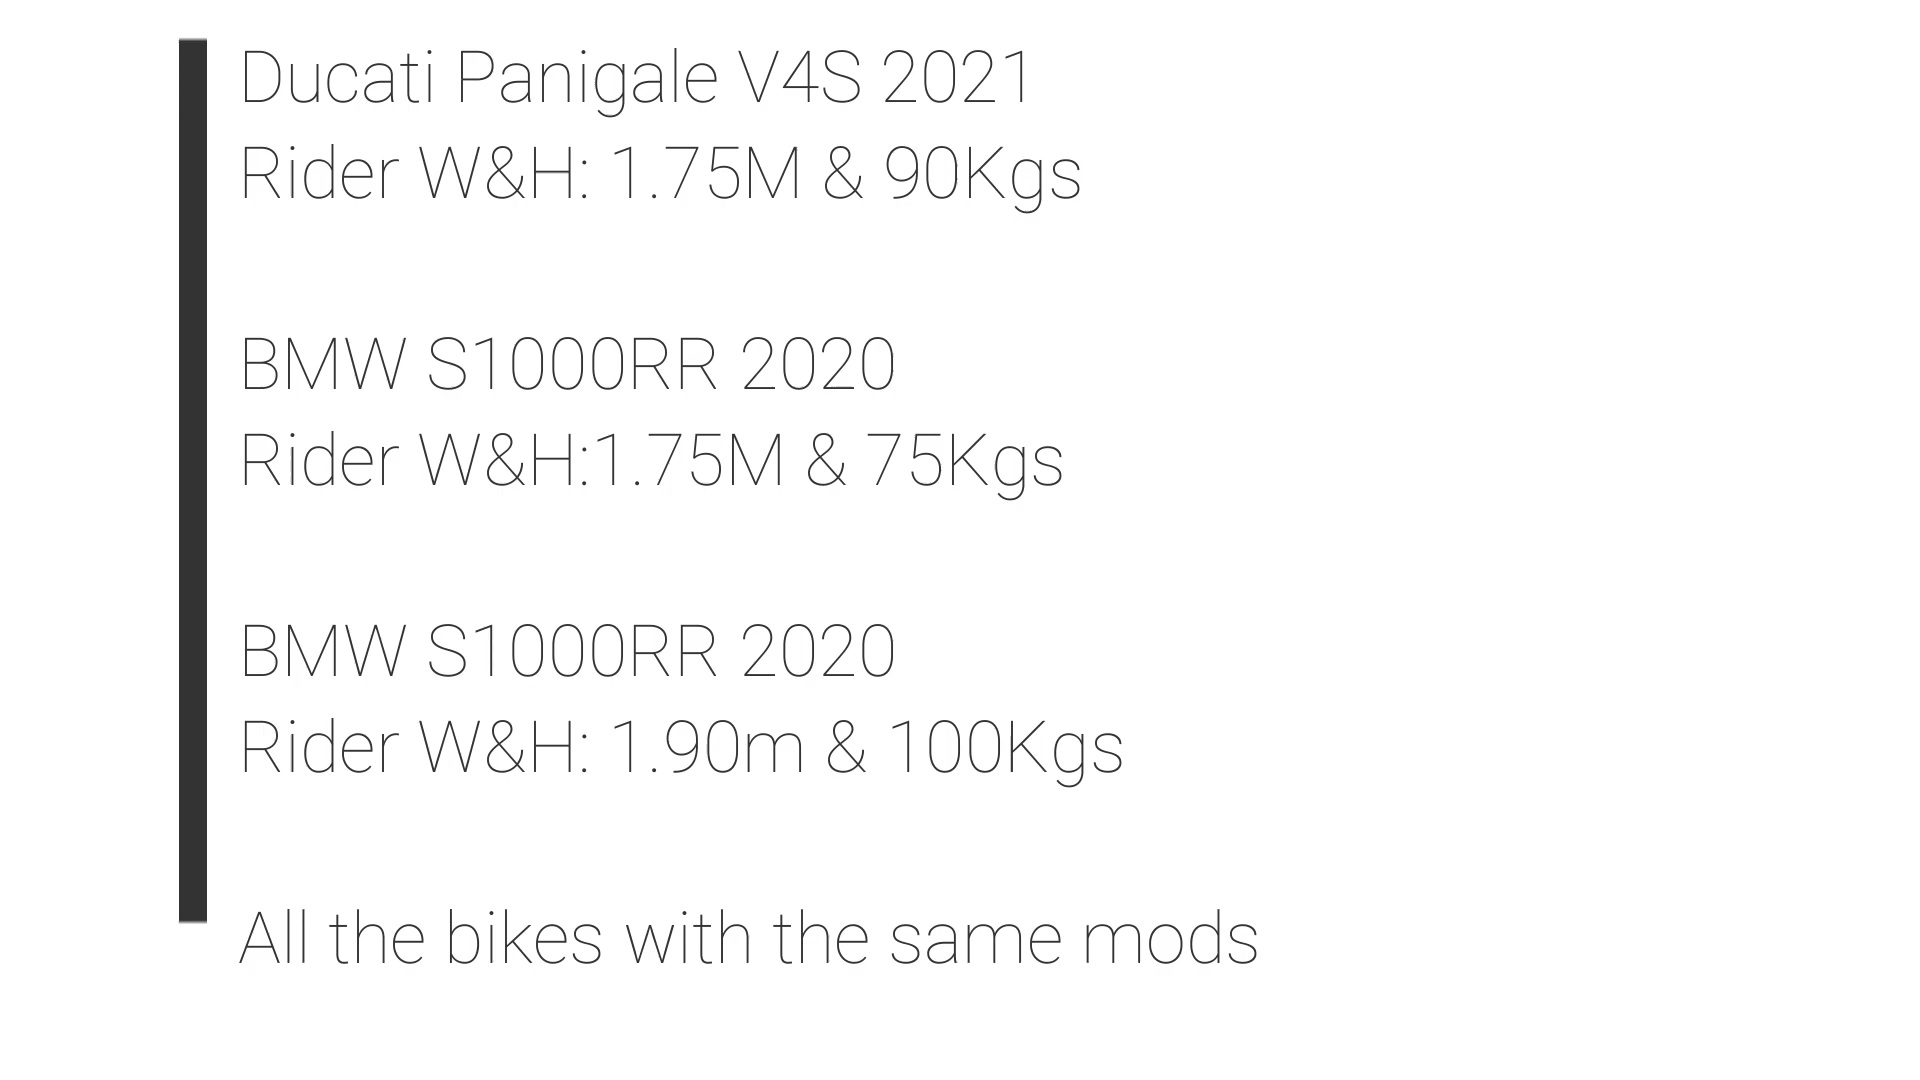 Ducati Panigale V4S 2021
Rider W&H: 1.75M & 90Kgs
BMW S1000RR 2020
Rider W&H:1.75M & 75Kgs
BMW S1000RR 2020
Rider W&H: 1.90m & 100Kgs
All the bikes with the same mods